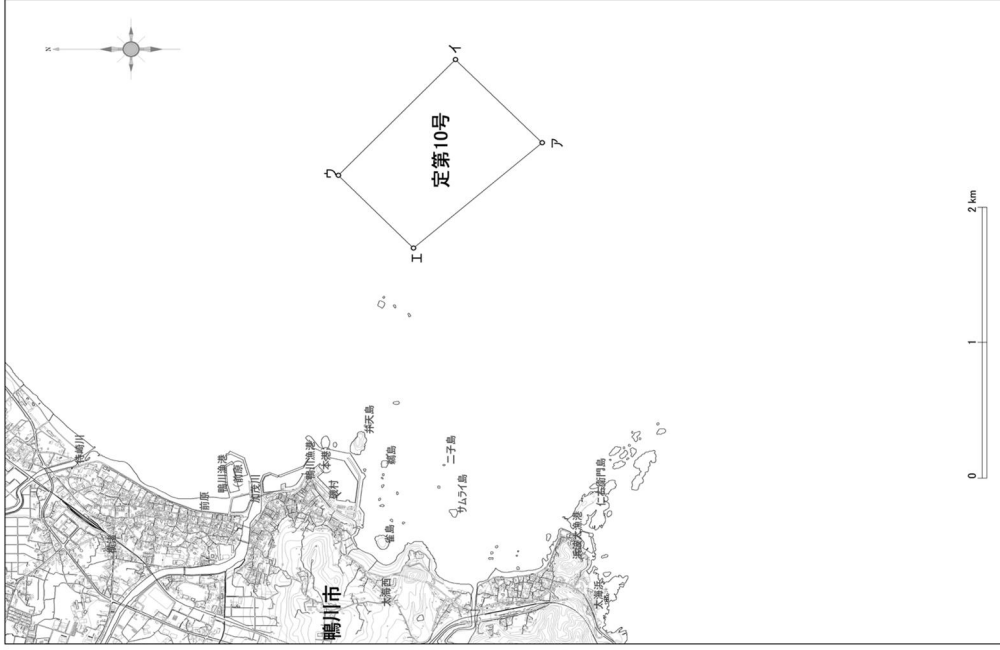 N
イ
ウ
定第10号
ア
エ
待崎川
鴨川漁港
(前原)
前原
加茂川
鴨川漁港
(本港)
弁天島
磯村
鵜島
二子島
サムライ島
雀島
鴨川市
太海西
仁右衛門島
浜波太漁港
太海浜
0
1
2 km